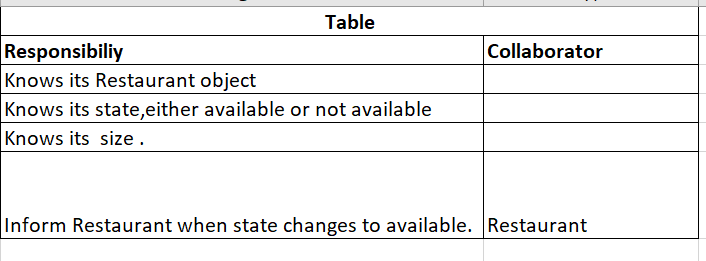 Table
Responsibiliy Collaborator
Knows its Restaurant object
Knows its state,either available or not available
Knows its size .
Inform Restaurant when state changes to available. Restaurant